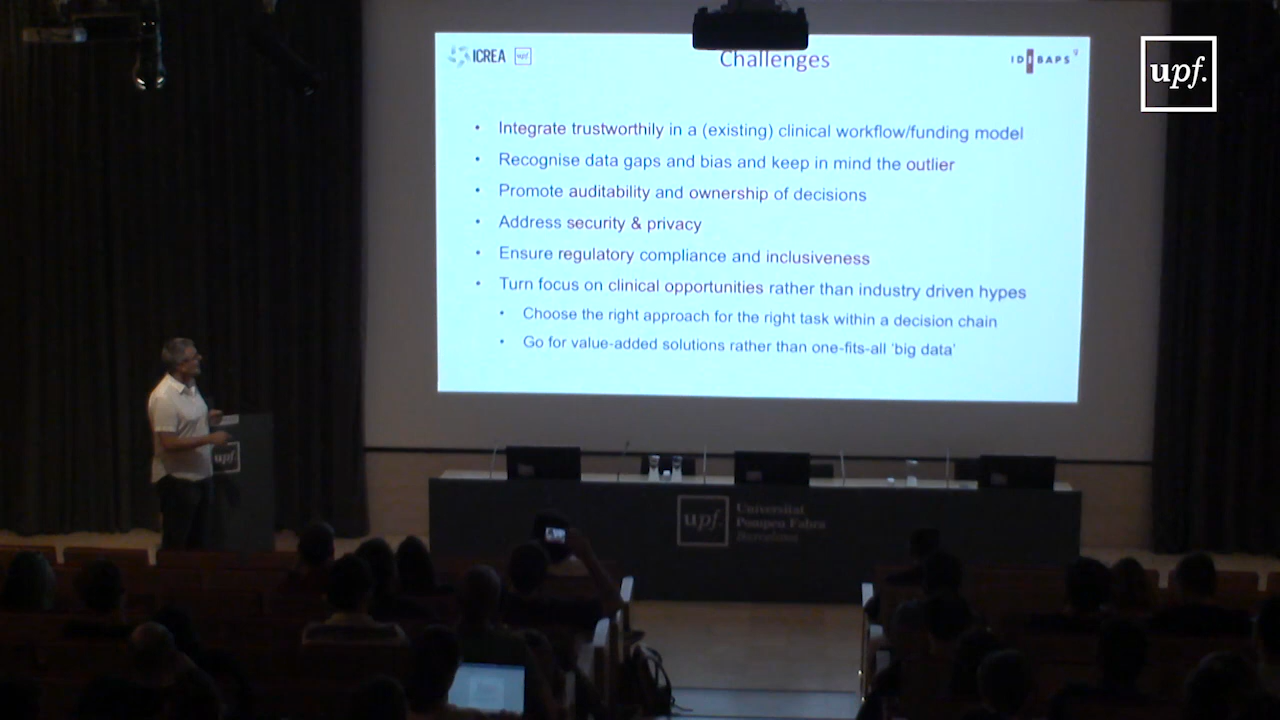 ICREA upf.
Challenges
IDIBAPS
upf.
• Integrate trustworthily in a (existing) clinical workflow/funding model
• Recognise data gaps and bias and keep in mind the outlier
• Promote auditability and ownership of decisions
• Address security & privacy
• Ensure regulatory compliance and inclusiveness
• Turn focus on clinical opportunities rather than industry driven hypes
• Choose the right approach for the right task within a decision chain
• Go for value-added solutions rather than one-fits-all 'big data'
upf.
upf.
Universitat
Pompeu Fabra
Barcelona